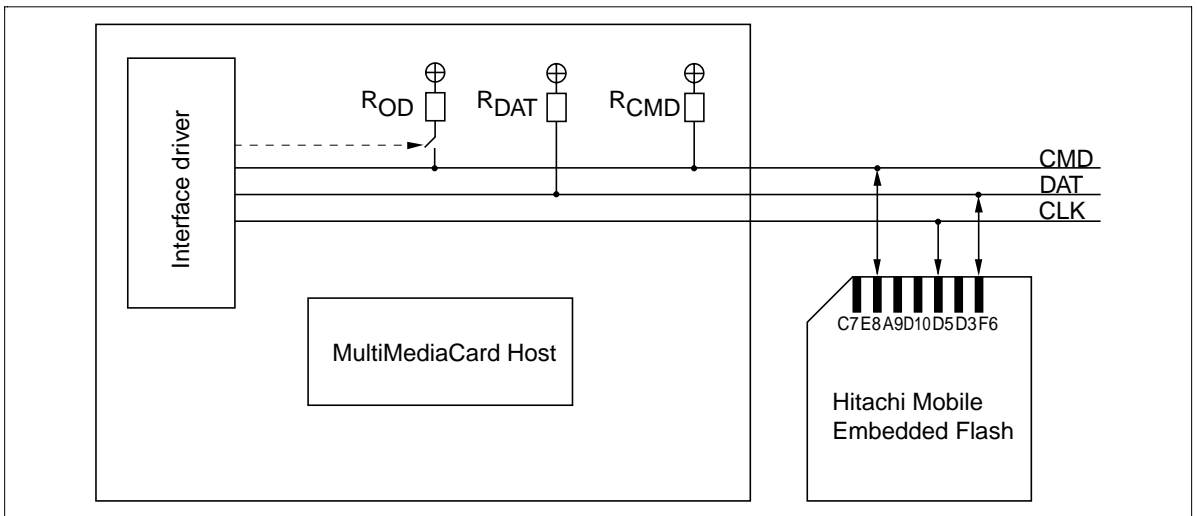 Interface driver
ROD
RDAT
RCMD
CMD
DAT
CLK
C7E8A9D10D5D3F6
MultiMediaCard Host
Hitachi Mobile
Embedded Flash